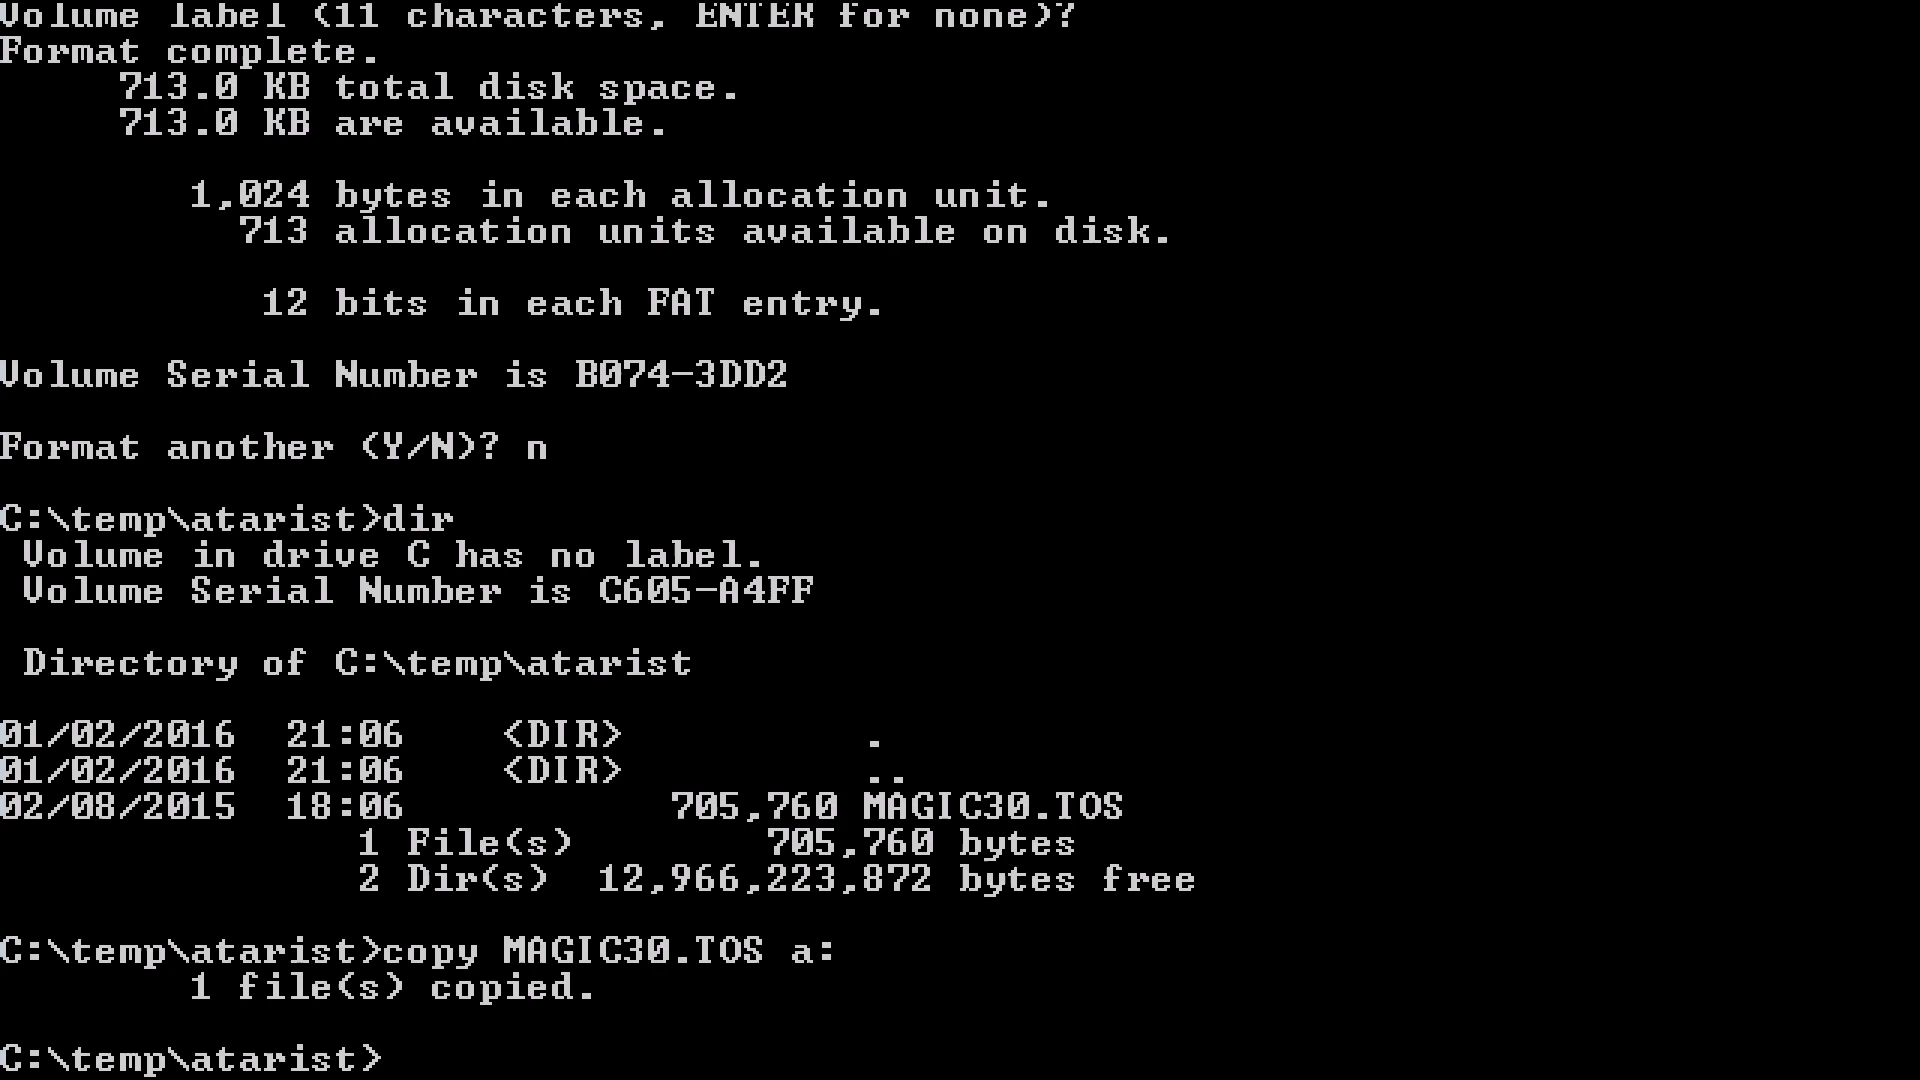 Volume label (11 characters, ENTER for none)?
Format complete.
     713.0 KB total disk space.
     713.0 KB are available.

        1,024 bytes in each allocation unit.
          713 allocation units available on disk.

           12 bits in each FAT entry.

Volume Serial Number is B074-3DD2

Format another (Y/N)? n

C:\temp\atarist>dir
 Volume in drive C has no label.
 Volume Serial Number is C605-A4FF

 Directory of C:\temp\atarist

01/02/2016  21:06    <DIR>          .
01/02/2016  21:06    <DIR>          ..
02/08/2015  18:06           705,760 MAGIC30.TOS
               1 File(s)        705,760 bytes
               2 Dir(s)  12,966,223,872 bytes free

C:\temp\atarist>copy MAGIC30.TOS a:
        1 file(s) copied.

C:\temp\atarist>